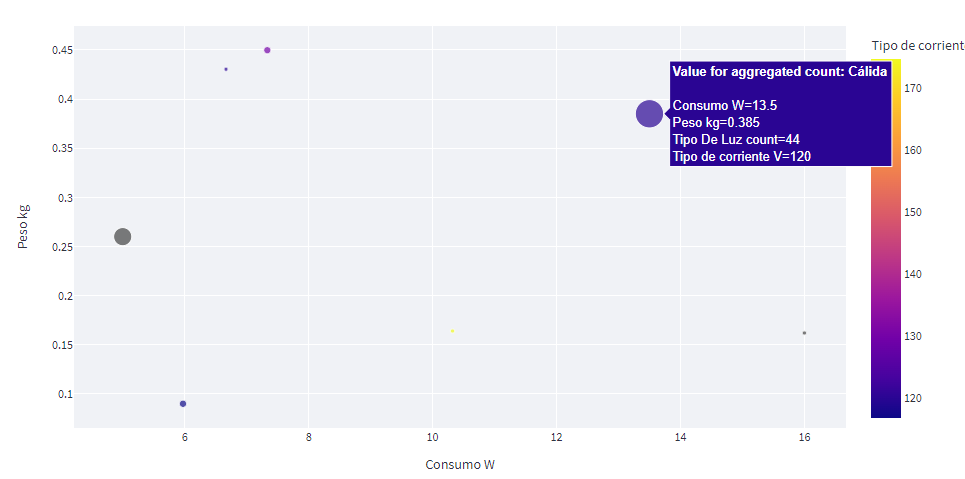 Tipo de corrient
Value for aggregated count: Cálida
Consumo W=13.5
Peso kg=0.385
Tipo De Luz count=44
Tipo de corriente V=120
0.45
0.4
0.35
0.3
0.25
0.2
0.15
0.1
Peso kg
6
8
10
12
14
16
Consumo W
170
160
150
140
130
120